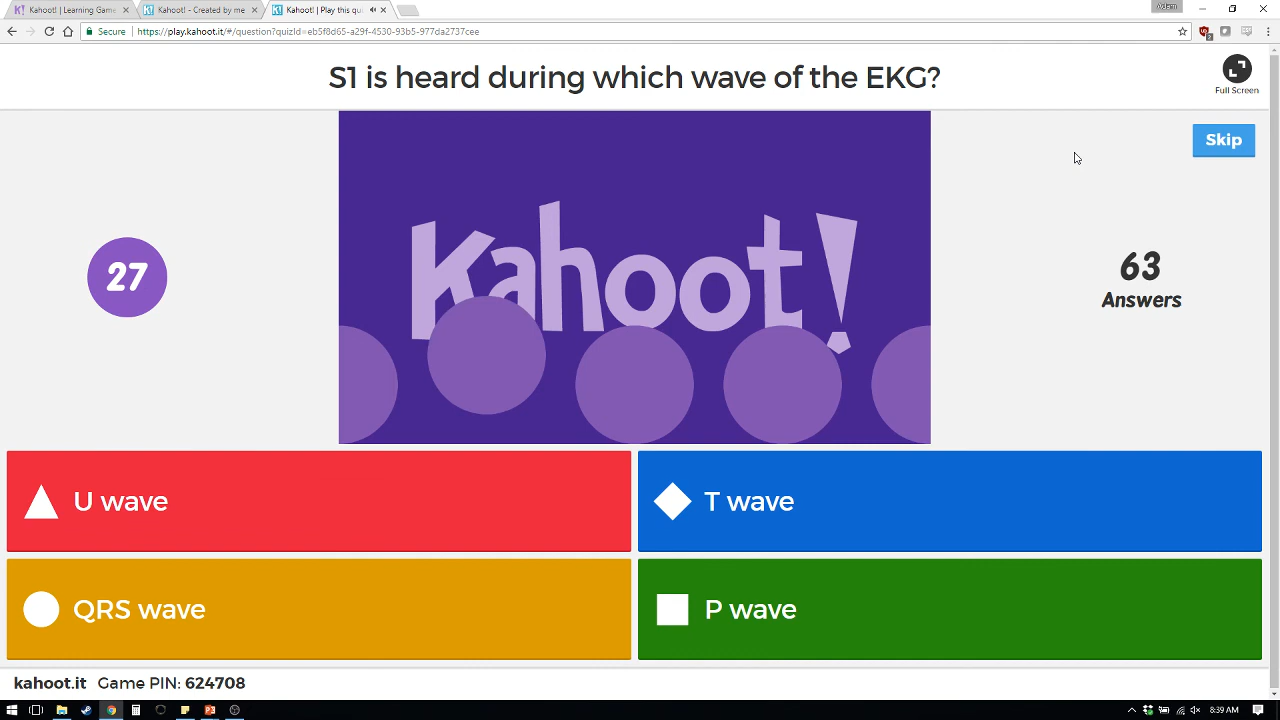 Kahoot! | Learning Game
Kahoot! - Created by me
Kahoot! | Play this qu
Adam
Secure
https://play.kahoot.it/#/question?quizId=eb5f8d65-a29f-4530-93b5-977da2737cee
S1 is heard during which wave of the EKG?
Full Screen
Skip
27
Kahoot!
63
Answers
U wave
T wave
QRS wave
P wave
kahoot.it Game PIN: 624708
8:39 AM